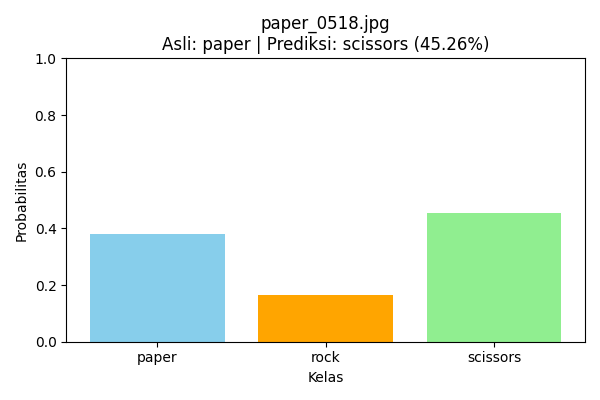 paper_0518.jpg
Asli: paper | Prediksi: scissors (45.26%)
1.0
0.8
0.6
0.4
0.2
0.0
Probabilitas
paper rock scissors
Kelas